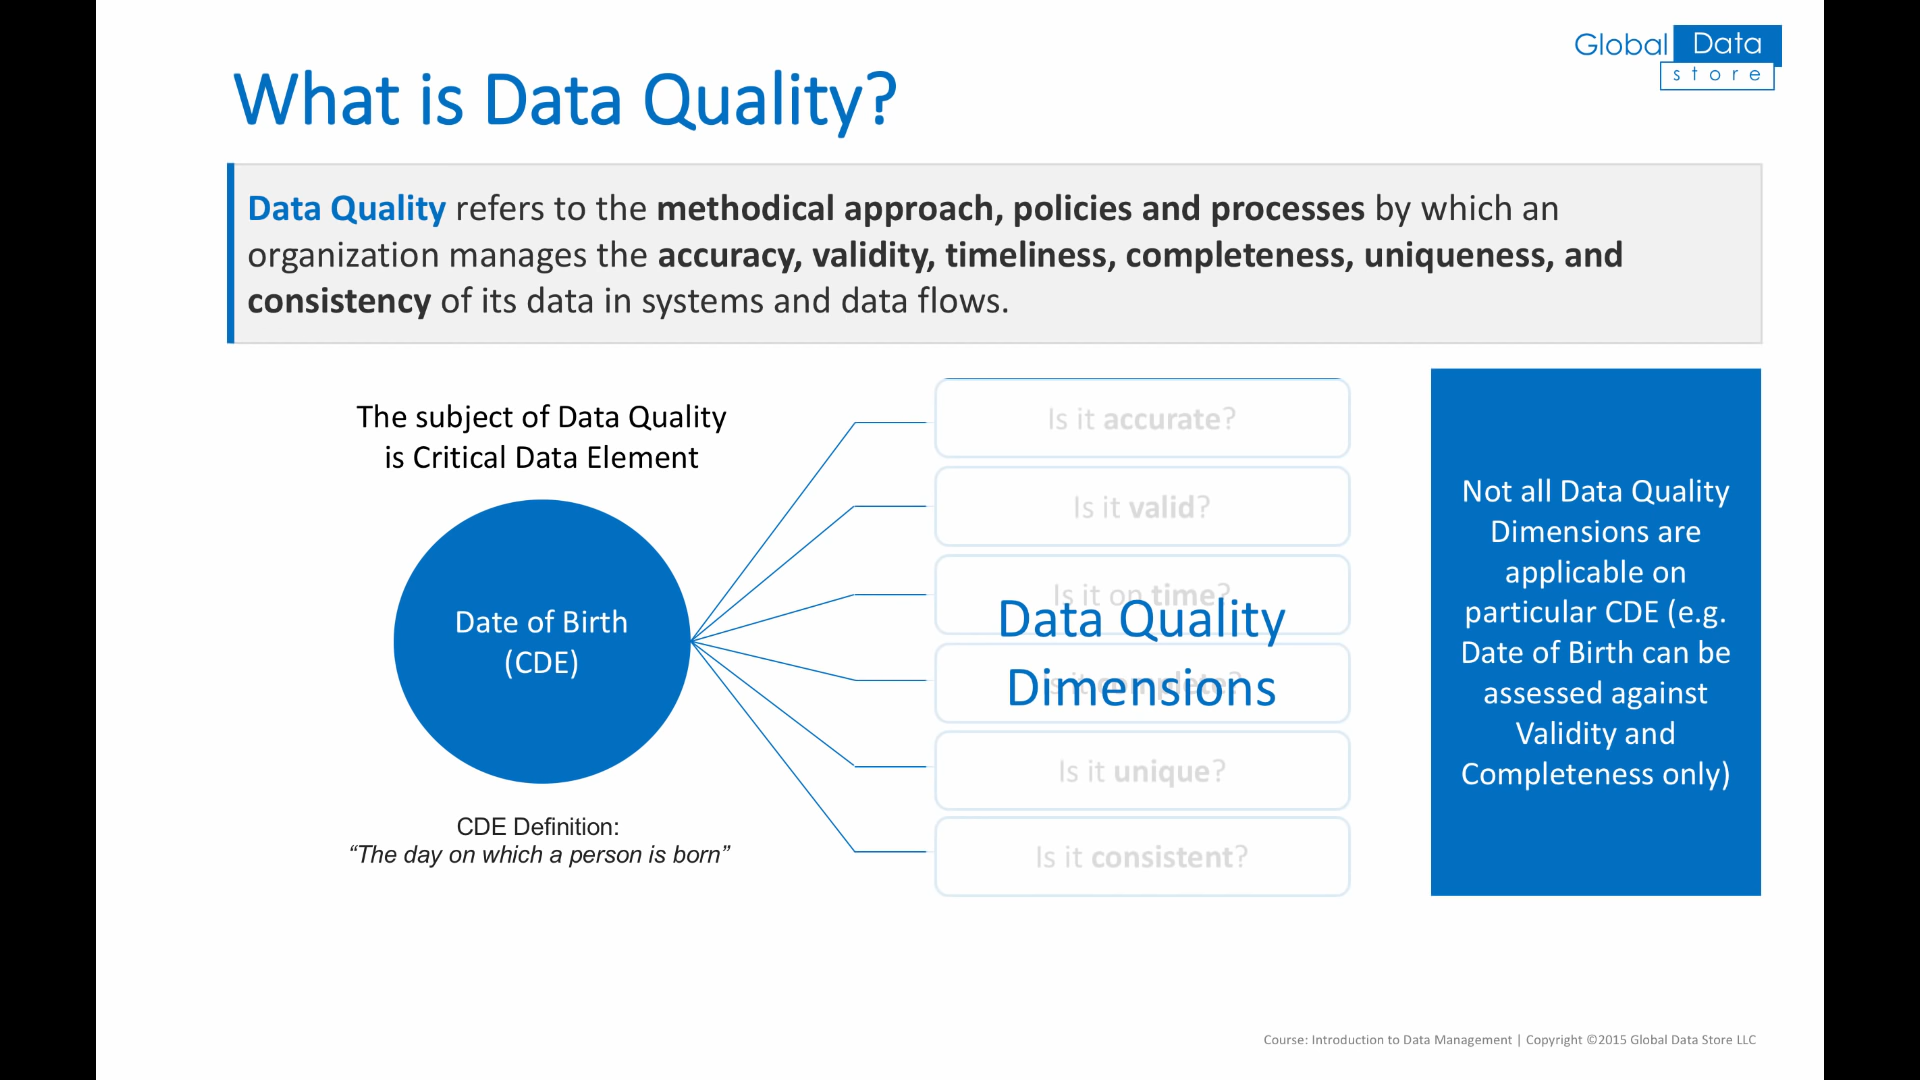 Global Data
store
What is Data Quality?
Data Quality refers to the methodical approach, policies and processes by which an
organization manages the accuracy, validity, timeliness, completeness, uniqueness, and
consistency of its data in systems and data flows.
The subject of Data Quality
is Critical Data Element
Date of Birth
(CDE)
CDE Definition:
“The day on which a person is born”
Is it accurate?
Is it valid?
Is it on time?
Data Quality
Is it complete?
Dimensions
Is it unique?
Is it consistent?
Not all Data Quality
Dimensions are
applicable on
particular CDE (e.g.
Date of Birth can be
assessed against
Validity and
Completeness only)
Course: Introduction to Data Management | Copyright ©2015 Global Data Store LLC